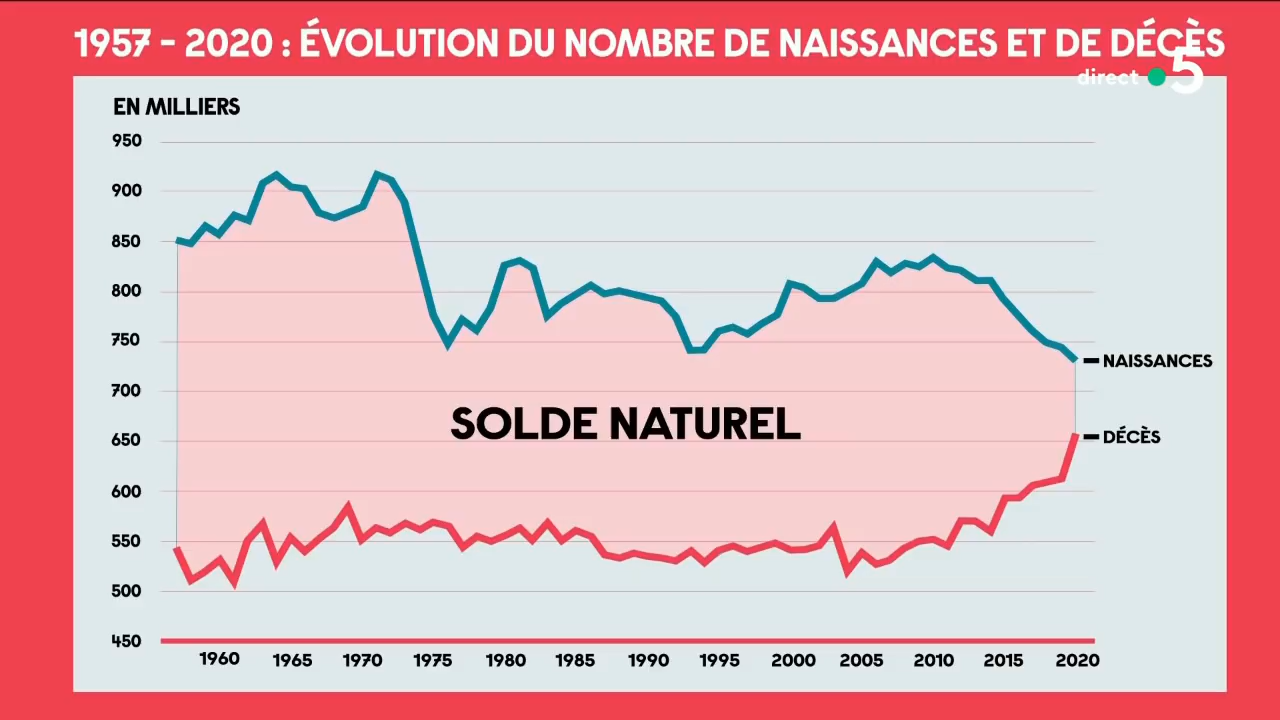 1957 - 2020 : ÉVOLUTION DU NOMBRE DE NAISSANCES ET DE DÉCÈS
direct 5
EN MILLIERS
950
900
850
800
750
700
650
600
550
500
450
NAISSANCES
SOLDE NATUREL
DÉCÈS
1960 1965 1970 1975 1980 1985 1990 1995 2000 2005 2010 2015 2020